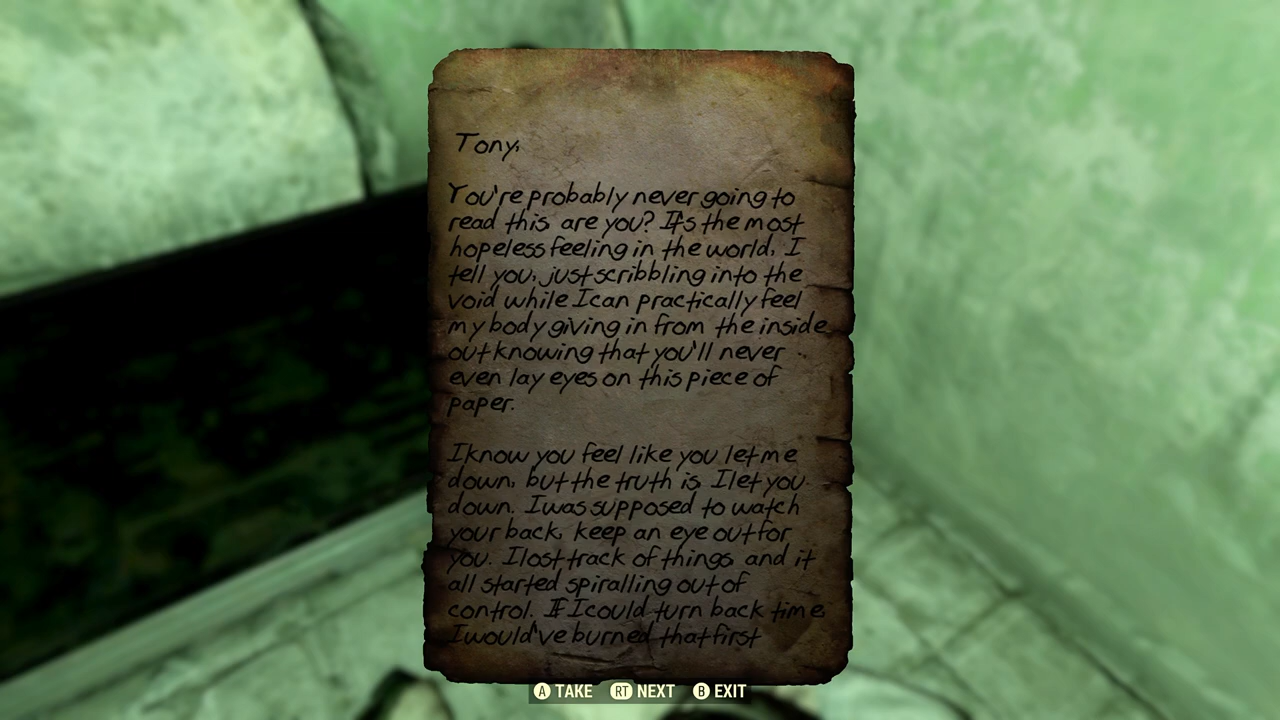 Tony,
You're probably never going to
read this, are you? It's the most
hopeless feeling in the world, I
tell you, just scribbling into the
void while I can practically feel
my body giving in from the inside
out knowing that you'll never
even lay eyes on this piece of
paper.
I know you feel like you let me
down, but the truth is, I let you
down. I was supposed to watch
your back, keep an eye out for
you. I lost track of things, and it
all started spiralling out of
control. If I could turn back time
I would've burned that first
A TAKE RT NEXT B EXIT